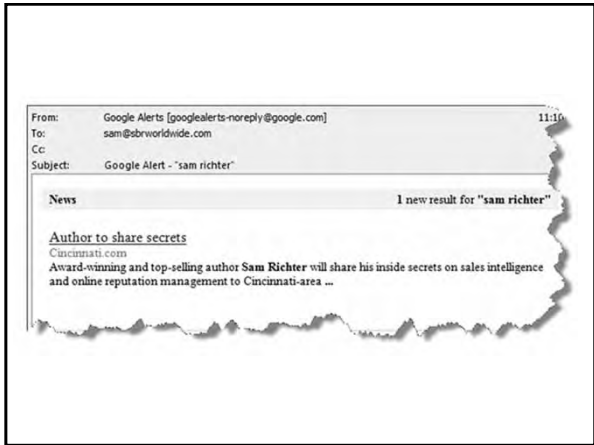 From: Google Alerts [googlealerts-noreply@google.com] 11:10
To: sam@sbrworldwide.com
Cc:
Subject: Google Alert - "sam richter"
News 1 new result for "sam richter"
Author to share secrets
Cincinnati.com
Award-winning and top-selling author Sam Richter will share his inside secrets on sales intelligence
and online reputation management to Cincinnati-area ...